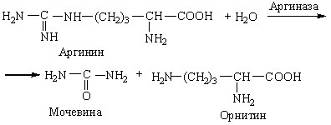 H₂N—C—NH—(CH₂)₃—CH—COOH + H₂O Аргиназа
NH NH₂
Аргинин
H₂N—C—NH₂ + H₂N(CH₂)₃—CH—COOH
O NH₂
Мочевина Орнитин